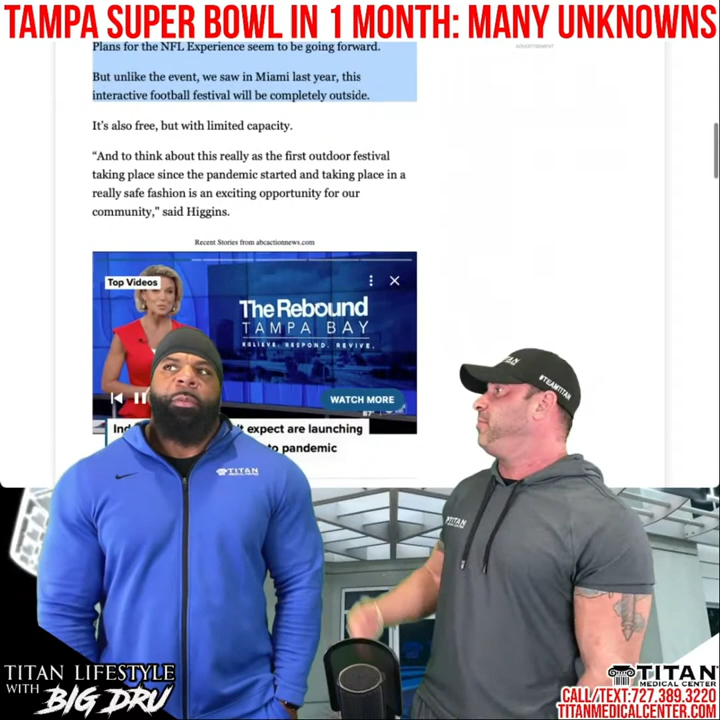 TAMPA SUPER BOWL IN 1 MONTH: MANY UNKNOWNS
Plans for the NFL Experience seem to be going forward.
ADVERTISEMENT
But unlike the event, we saw in Miami last year, this
interactive football festival will be completely outside.
It's also free, but with limited capacity.
“And to think about this really as the first outdoor festival
taking place since the pandemic started and taking place in a
really safe fashion is an exciting opportunity for our
community,” said Higgins.
Recent Stories from abcactionnews.com
Top Videos
The Rebound
TAMPA BAY
BELIEVE. RESPOND. REVIVE.
WATCH MORE
expect are launching
to pandemic
#TEAMTITAN
TITAN
TITAN
TITAN LIFESTYLE
WITH BIG DRU
TITAN
MEDICAL CENTER
CALL/TEXT:727.389.3220
TITANMEDICALCENTER.COM